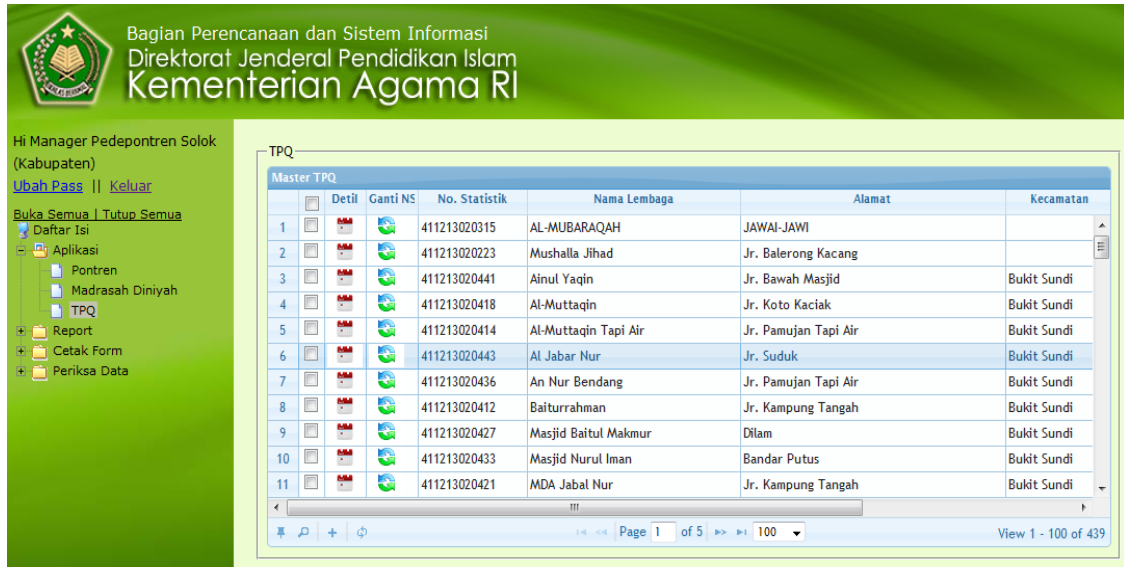 Bagian Perencanaan dan Sistem Informasi
Direktorat Jenderal Pendidikan Islam
Kementerian Agama RI
Hi Manager Pedepontren Solok
(Kabupaten)
Ubah Pass || Keluar
Buka Semua | Tutup Semua
Daftar Isi
Aplikasi
Pontren
Madrasah Diniyah
TPQ
Report
Cetak Form
Periksa Data
TPQ
Master TPQ
Detil Ganti NS No. Statistik Nama Lembaga Alamat Kecamatan
1 411213020315 AL-MUBARAQAH JAWAI-JAWI
2 411213020223 Mushalla Jihad Jr. Balerong Kacang
3 411213020441 Ainul Yaqin Jr. Bawah Masjid Bukit Sundi
4 411213020418 Al-Muttaqin Jr. Koto Kaciak Bukit Sundi
5 411213020414 Al-Muttaqin Tapi Air Jr. Pamujan Tapi Air Bukit Sundi
6 411213020443 Al Jabar Nur Jr. Suduk Bukit Sundi
7 411213020436 An Nur Bendang Jr. Pamujan Tapi Air Bukit Sundi
8 411213020412 Baiturrahman Jr. Kampung Tangah Bukit Sundi
9 411213020427 Masjid Baitul Makmur Dilam Bukit Sundi
10 411213020433 Masjid Nurul Iman Bandar Putus Bukit Sundi
11 411213020421 MDA Jabal Nur Jr. Kampung Tangah Bukit Sundi
Page 1 of 5 100 View 1 - 100 of 439